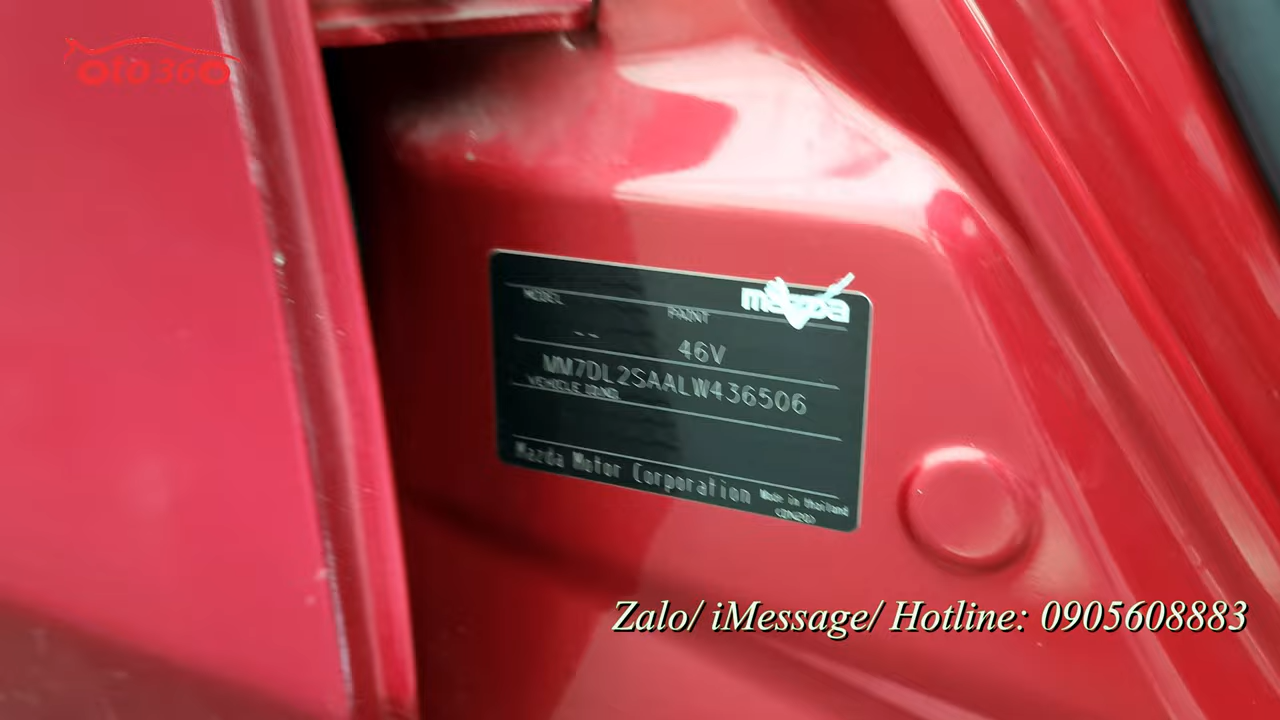 oto360
mazda
MODEL
PAINT
46V
MM7DL2SAALW436506
VEHICLE IDNO.
Mazda Motor Corporation
Made in thailand
Zalo/ iMessage/ Hotline: 0905608883